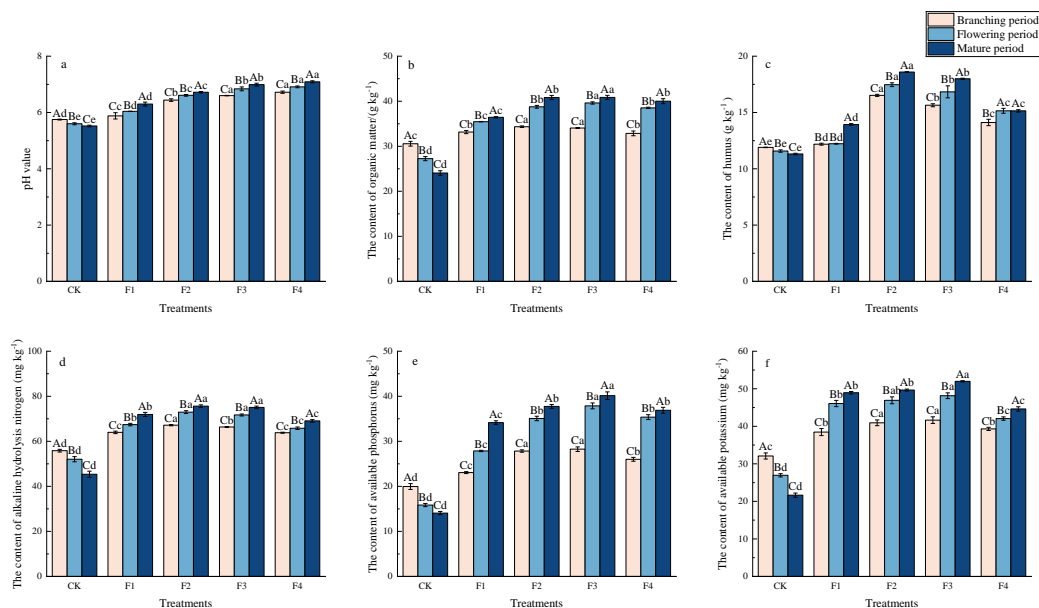 Branching period
Flowering period
Mature period
a
pH value
8
6
4
2
0
Ad Be Ce
Cc Bd Ad
Cb Bc Ac
Cb Bb Ab
Ca Ba Aa
CK F1 F2 F3 F4
Treatments
b
The content of organic matter/(g kg-1)
50
40
30
20
10
0
Ac Bd Cd
Cb Bc Ac
Ca Bb Aa
Ca Ba Aa
Cb Bb Ab
CK F1 F2 F3 F4
Treatments
c
The content of humus (g kg-1)
20
15
10
5
0
Ae Be Ce
Bd Bd Ad
Ca Ba Aa
Cb Bb Ab
Bc Ac Ac
CK F1 F2 F3 F4
Treatments
d
The content of alkaline hydrolysis nitrogen (mg kg-1)
100
80
60
40
20
0
Ad Bd Cd
Cb Bb Ab
Ca Ba Aa
Ca Ba Aa
Cb Bc Ac
CK F1 F2 F3 F4
Treatments
e
The content of available phosphorus (mg kg-1)
50
40
30
20
10
0
Ad Bd Cd
Cc Bc Ac
Ca Bb Ab
Ca Ba Aa
Cb Bb Ab
CK F1 F2 F3 F4
Treatments
f
The content of available potassium (mg kg-1)
60
50
40
30
20
10
0
Ac Bd Cd
Cb Bb Ab
Ca Bab Ab
Ca Ba Aa
Cb Bc Ac
CK F1 F2 F3 F4
Treatments